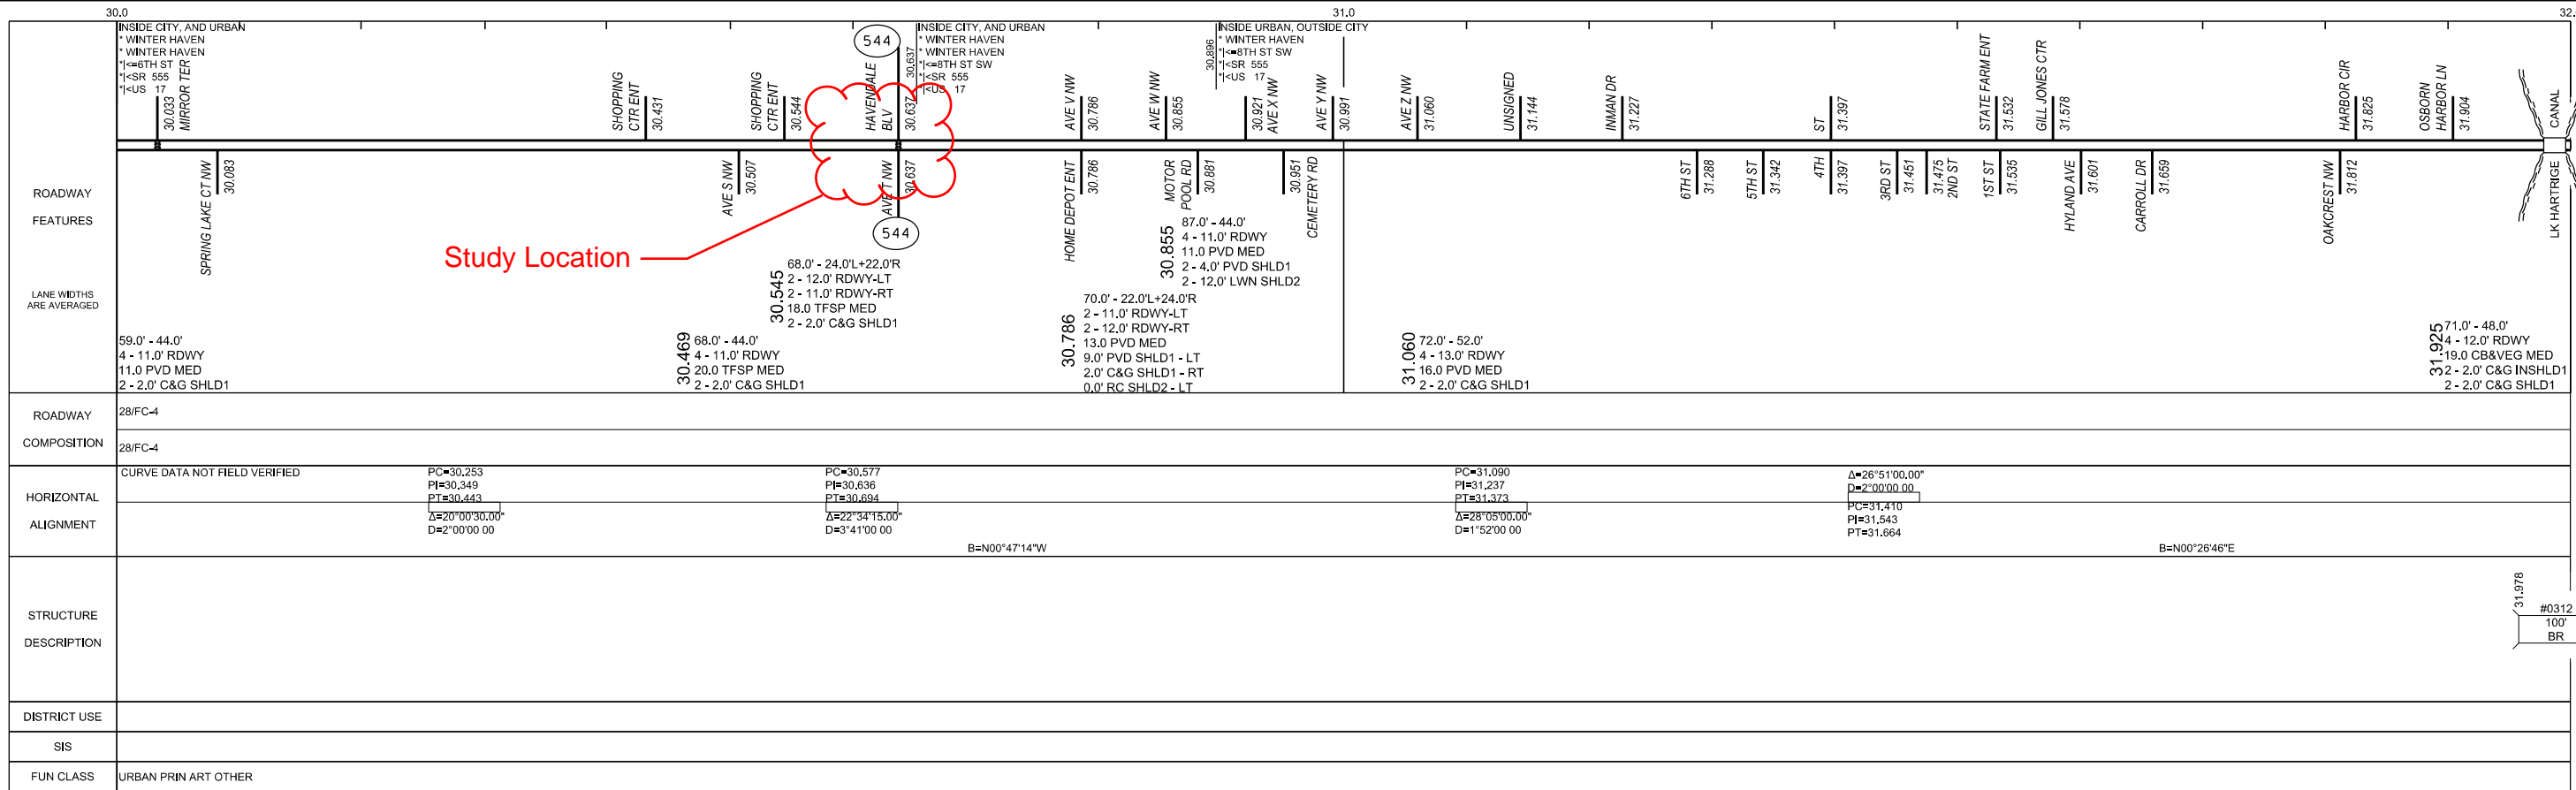 30.0
31.0
32.
INSIDE CITY, AND URBAN
* WINTER HAVEN
* WINTER HAVEN
*|<=6TH ST
*|<SR 555
*|<US 17
30.033
MIRROR TER
SHOPPING
CTR ENT
30.431
SHOPPING
CTR ENT
30.544
544
HAVENDALE
BLV
30.637
30.637
INSIDE CITY, AND URBAN
* WINTER HAVEN
* WINTER HAVEN
*|<=8TH ST SW
*|<SR 555
*|<US 17
AVE V NW
30.786
AVE W NW
30.855
30.896
INSIDE URBAN, OUTSIDE CITY
* WINTER HAVEN
*|<=8TH ST SW
*|<SR 555
*|<US 17
30.921
AVE X NW
AVE Y NW
30.991
AVE Z NW
31.060
UNSIGNED
31.144
INMAN DR
31.227
ST
31.397
STATE FARM ENT
31.532
GILL JONES CTR
31.578
HARBOR CIR
31.825
OSBORN
HARBOR LN
31.904
CANAL
ROADWAY
FEATURES
LANE WIDTHS
ARE AVERAGED
SPRING LAKE CT NW
30.083
AVE S NW
30.507
AVE T NW
30.637
544
Study Location
HOME DEPOT ENT
30.786
MOTOR
POOL RD
30.881
30.951
CEMETERY RD
6TH ST
31.288
5TH ST
31.342
4TH
31.397
3RD ST
31.451
31.475
2ND ST
1ST ST
31.535
HYLAND AVE
31.601
CARROLL DR
31.659
OAKCREST NW
31.812
LK HARTRIGE
59.0' - 44.0'
4 - 11.0' RDWY
11.0 PVD MED
2 - 2.0' C&G SHLD1
30.469
68.0' - 44.0'
4 - 11.0' RDWY
20.0 TFSP MED
2 - 2.0' C&G SHLD1
30.545
68.0' - 24.0'L+22.0'R
2 - 12.0' RDWY-LT
2 - 11.0' RDWY-RT
18.0 TFSP MED
2 - 2.0' C&G SHLD1
30.786
70.0' - 22.0'L+24.0'R
2 - 11.0' RDWY-LT
2 - 12.0' RDWY-RT
13.0 PVD MED
9.0' PVD SHLD1 - LT
2.0' C&G SHLD1 - RT
0.0' RC SHLD2 - LT
30.855
87.0' - 44.0'
4 - 11.0' RDWY
11.0 PVD MED
2 - 4.0' PVD SHLD1
2 - 12.0' LWN SHLD2
31.060
72.0' - 52.0'
4 - 13.0' RDWY
16.0 PVD MED
2 - 2.0' C&G SHLD1
31.925
71.0' - 48.0'
4 - 12.0' RDWY
19.0 CB&VEG MED
2 - 2.0' C&G INSHLD1
2 - 2.0' C&G SHLD1
ROADWAY
COMPOSITION
28/FC-4
28/FC-4
HORIZONTAL
ALIGNMENT
CURVE DATA NOT FIELD VERIFIED
PC=30.253
PI=30.349
PT=30.443
Δ=20°00'30.00"
D=2°00'00 00
PC=30.577
PI=30.636
PT=30.694
Δ=22°34'15.00"
D=3°41'00 00
B=N00°47'14"W
PC=31.090
PI=31.237
PT=31.373
Δ=28°05'00.00"
D=1°52'00 00
Δ=26°51'00.00"
D=2°00'00 00
PC=31.410
PI=31.543
PT=31.664
B=N00°26'46"E
STRUCTURE
DESCRIPTION
31.978
#0312
100'
BR
DISTRICT USE
SIS
FUN CLASS
URBAN PRIN ART OTHER